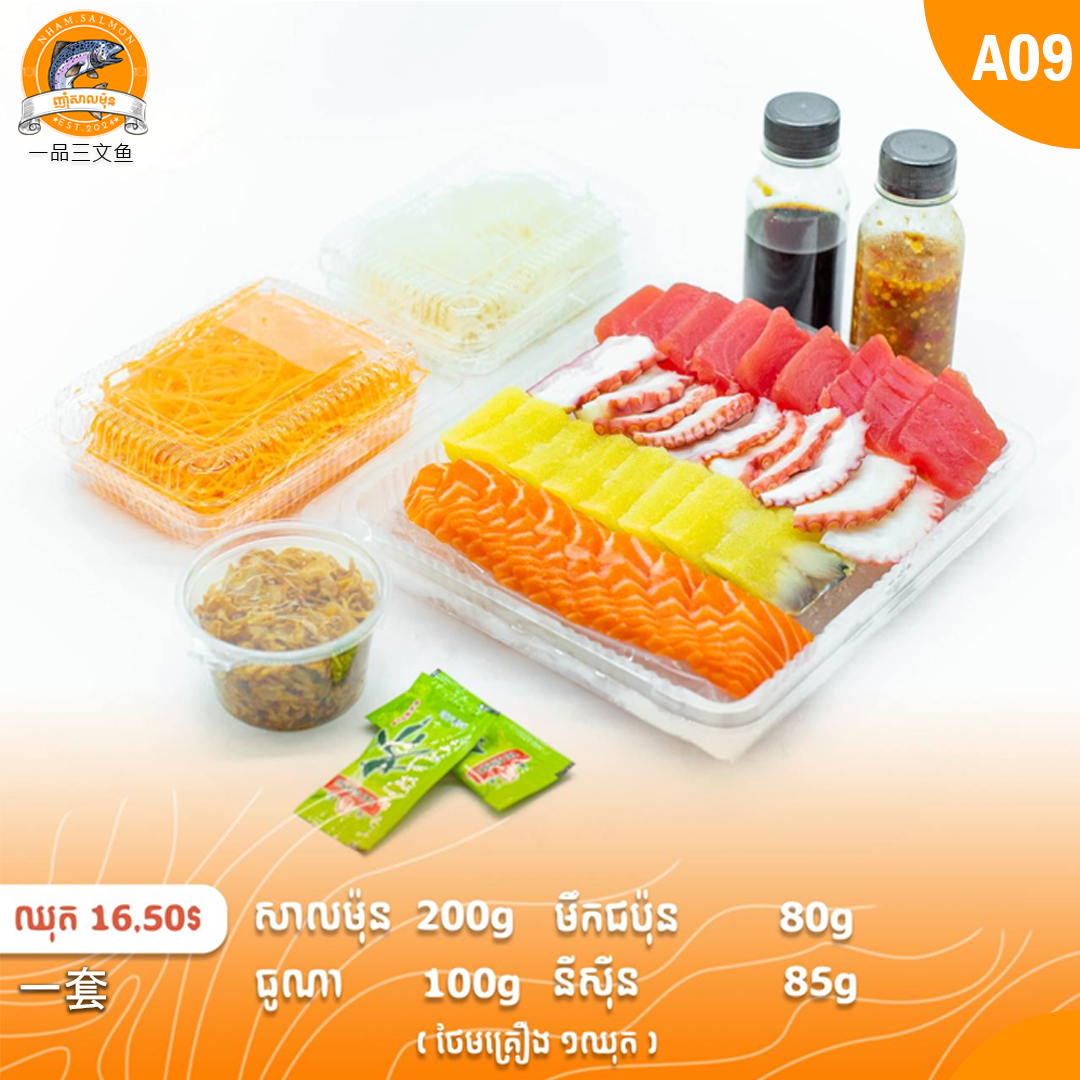 NHAM.SALMON
ញ៉ាំសាលម៉ុន
EST.2024
一品三文鱼
A09
ឈុត 16.50$
一套
សាលម៉ុន 200g មឹកជប៉ុន 80g
ធូណា 100g នីស៊ីន 85g
( ថែមគ្រឿង ១ឈុត )